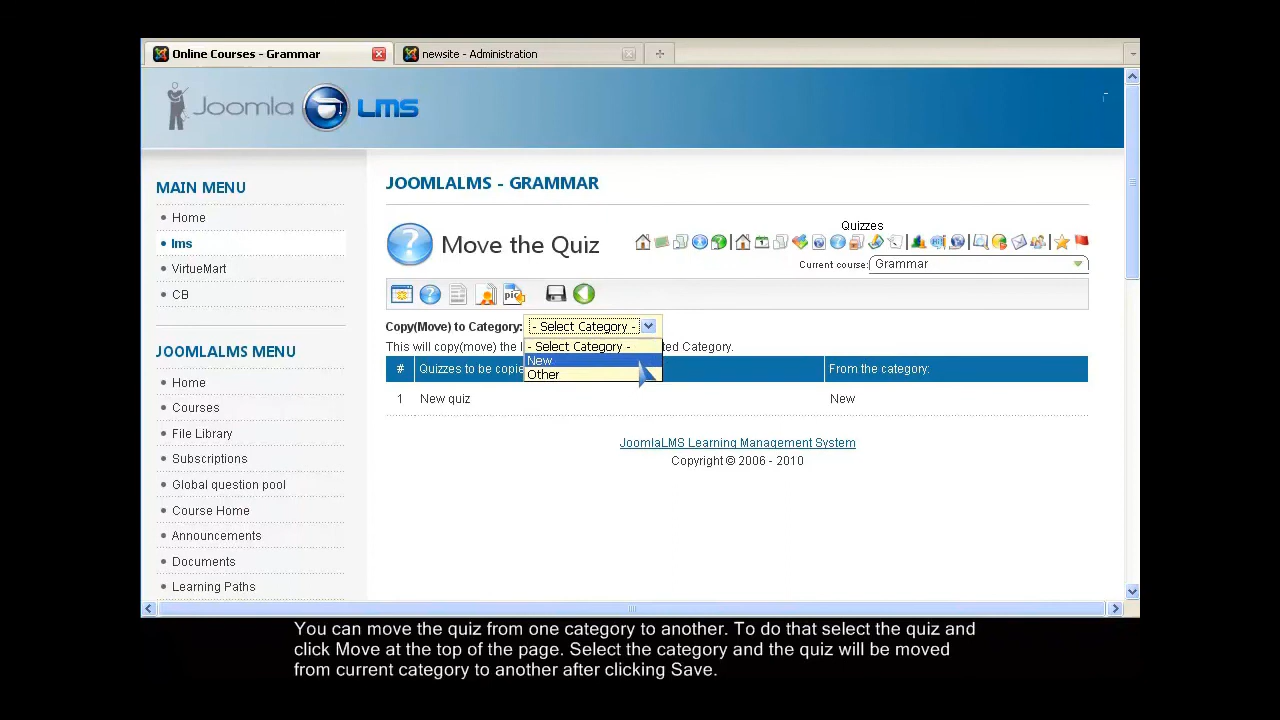 Online Courses - Grammar
newsite - Administration
Joomla LMS
MAIN MENU
Home
lms
VirtueMart
CB
JOOMLALMS MENU
Home
Courses
File Library
Subscriptions
Global question pool
Course Home
Announcements
Documents
Learning Paths
JOOMLALMS - GRAMMAR
Move the Quiz
Quizzes
Current course: Grammar
Copy(Move) to Category: - Select Category -
- Select Category -
New
Other
This will copy(move) the
ted Category.
# Quizzes to be copie From the category:
1 New quiz New
JoomlaLMS Learning Management System
Copyright © 2006 - 2010
You can move the quiz from one category to another. To do that select the quiz and
click Move at the top of the page. Select the category and the quiz will be moved
from current category to another after clicking Save.